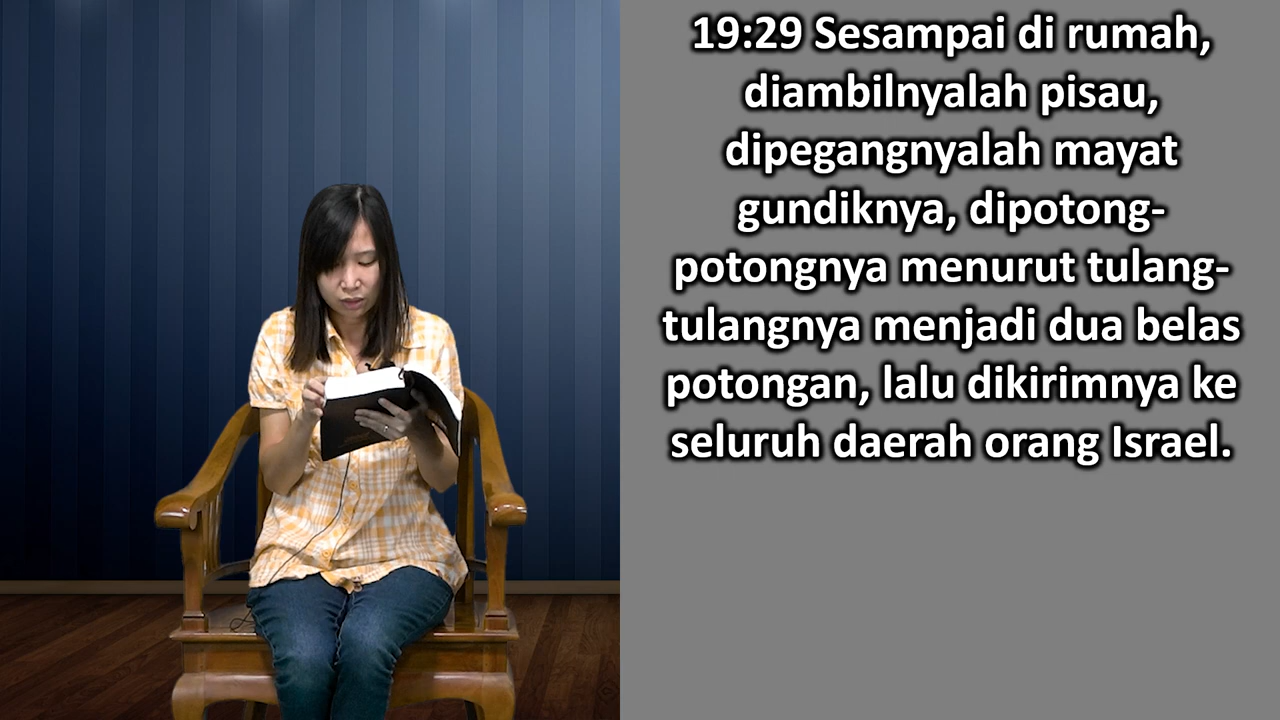 19:29 Sesampai di rumah,
diambilnyalah pisau,
dipegangnyalah mayat
gundiknya, dipotong-
potongnya menurut tulang-
tulangnya menjadi dua belas
potongan, lalu dikirimnya ke
seluruh daerah orang Israel.